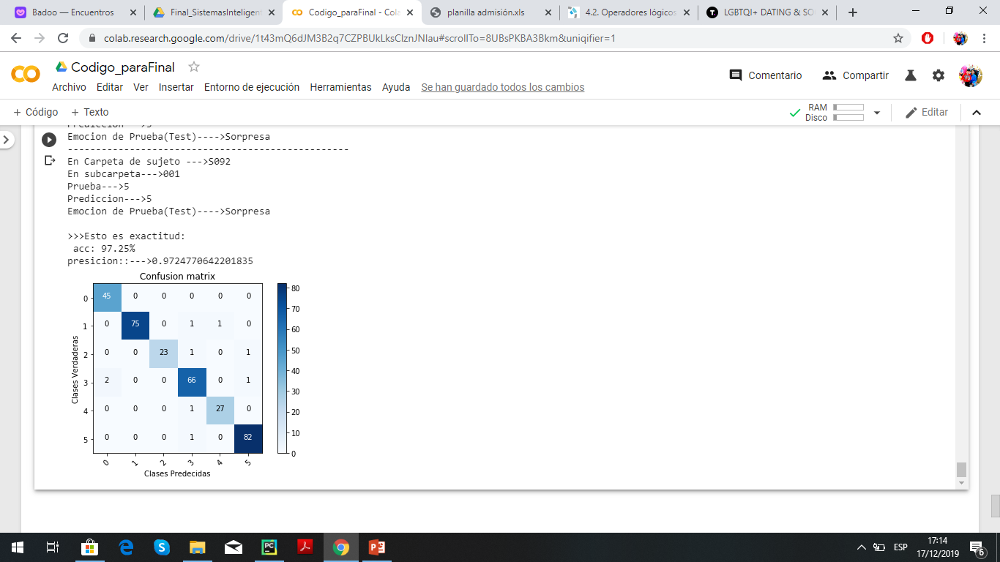 Badoo — Encuentros
Final_SistemasInteligen
Codigo_paraFinal - Cola
planilla admisión.xls
4.2. Operadores lógicos
LGBTQI+ DATING & SO
colab.research.google.com/drive/1t43mQ6dJM3B2q7CZPBUkLksCIznJNIau#scrollTo=8UBsPKBA3Bkm&uniqifier=1
Codigo_paraFinal
Comentario
Compartir
Archivo Editar Ver Insertar Entorno de ejecución Herramientas Ayuda Se han guardado todos los cambios
+ Código + Texto
RAM
Disco
Editar
Prediccion--->5
Emocion de Prueba(Test)---->Sorpresa
--------------------------------------------------
En Carpeta de sujeto --->S092
En subcarpeta--->001
Prueba--->5
Prediccion--->5
Emocion de Prueba(Test)---->Sorpresa
>>>Esto es exactitud:
acc: 97.25%
presicion::--->0.9724770642201835
Confusion matrix
0 45 0 0 0 0 0
1 0 75 0 1 1 0
2 0 0 23 1 0 1
3 2 0 0 66 0 1
4 0 0 0 1 27 0
5 0 0 0 1 0 82
0 1 2 3 4 5
Clases Verdaderas
Clases Predecidas
80
70
60
50
40
30
20
10
0
ESP
17:14
17/12/2019
6